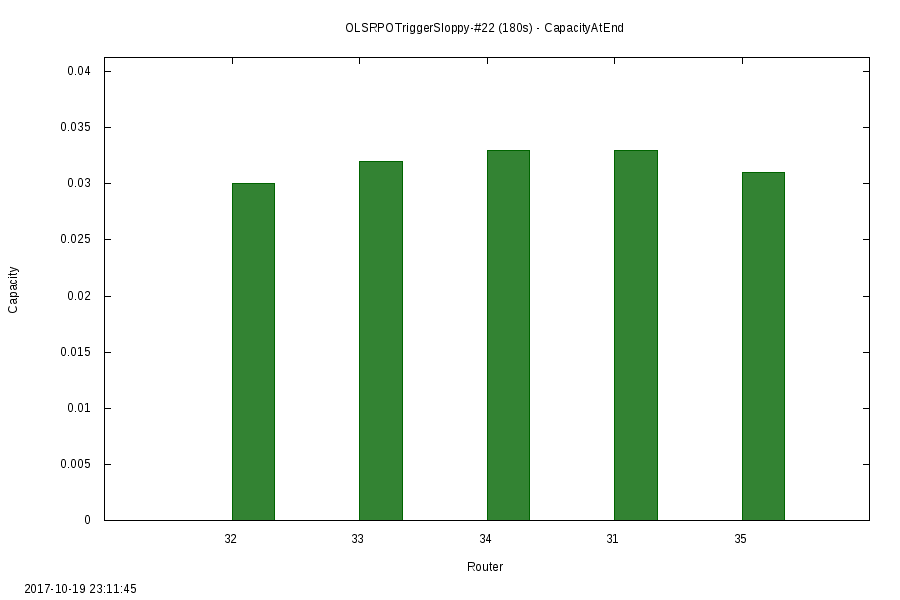 OLSRPOTriggerSloppy-#22 (180s) - CapacityAtEnd
0.04
0.035
0.03
0.025
0.02
0.015
0.01
0.005
0
Capacity
32 33 34 31 35
Router
2017-10-19 23:11:45